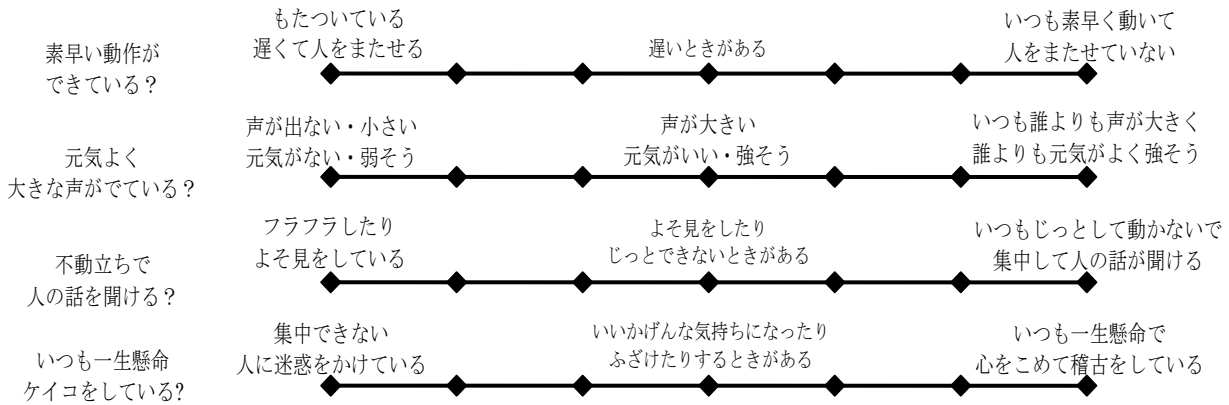 素早い動作が
できている？
もたついている
遅くて人をまたせる
遅いときがある
いつも素早く動いて
人をまたせていない
元気よく
大きな声がでている？
声が出ない・小さい
元気がない・弱そう
声が大きい
元気がいい・強そう
いつも誰よりも声が大きく
誰よりも元気がよく強そう
不動立ちで
人の話を聞ける？
フラフラしたり
よそ見をしている
よそ見をしたり
じっとできないときがある
いつもじっとして動かないで
集中して人の話が聞ける
いつも一生懸命
ケイコをしている?
集中できない
人に迷惑をかけている
いいかげんな気持ちになったり
ふざけたりするときがある
いつも一生懸命で
心をこめて稽古をしている